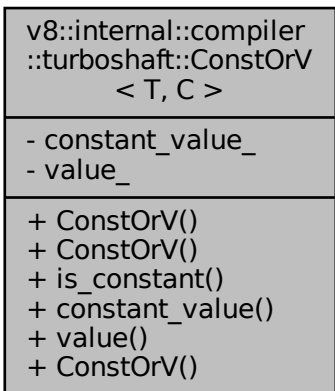 v8::internal::compiler
::turboshaft::ConstOrV
< T, C >
- constant_value_
- value_
+ ConstOrV()
+ ConstOrV()
+ is_constant()
+ constant_value()
+ value()
+ ConstOrV()